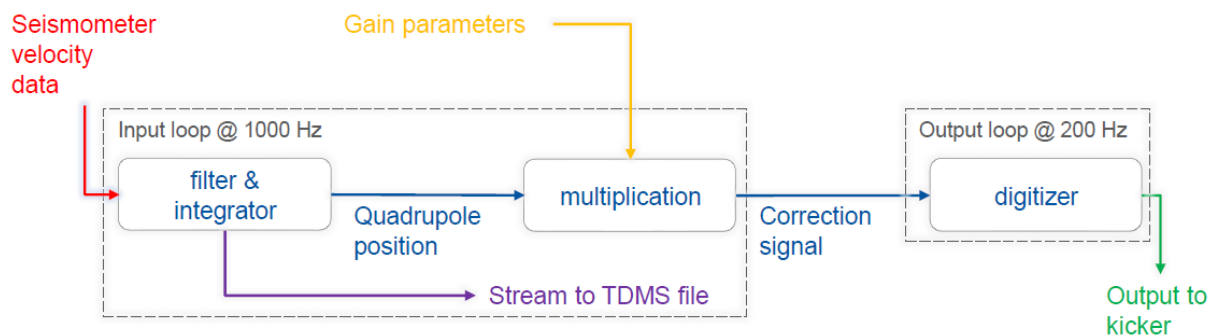 Seismometer
velocity
data
Gain parameters
Input loop @ 1000 Hz
Output loop @ 200 Hz
filter &
integrator
Quadrupole
position
multiplication
Correction
signal
digitizer
Stream to TDMS file
Output to
kicker